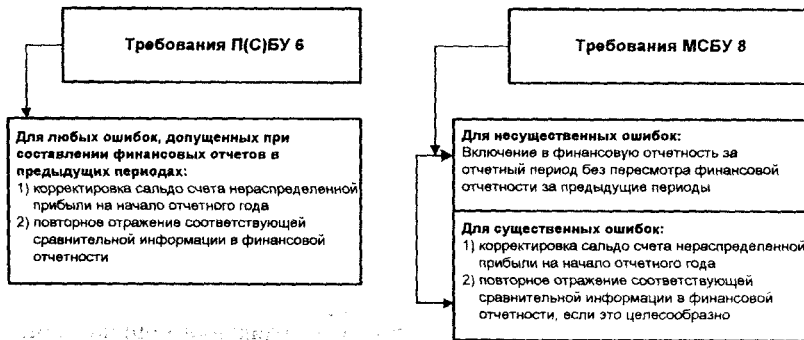 Требования П(С)БУ 6
Для любых ошибок, допущенных при
составлении финансовых отчетов в
предыдущих периодах:
1) корректировка сальдо счета нераспределенной
прибыли на начало отчетного года
2) повторное отражение соответствующей
сравнительной информации в финансовой
отчетности
Требования МСБУ 8
Для несущественных ошибок:
Включение в финансовую отчетность за
отчетный период без пересмотра финансовой
отчетности за предыдущие периоды
Для существенных ошибок:
1) корректировка сальдо счета нераспределенной
прибыли на начало отчетного года
2) повторное отражение соответствующей
сравнительной информации в финансовой
отчетности, если это целесообразно